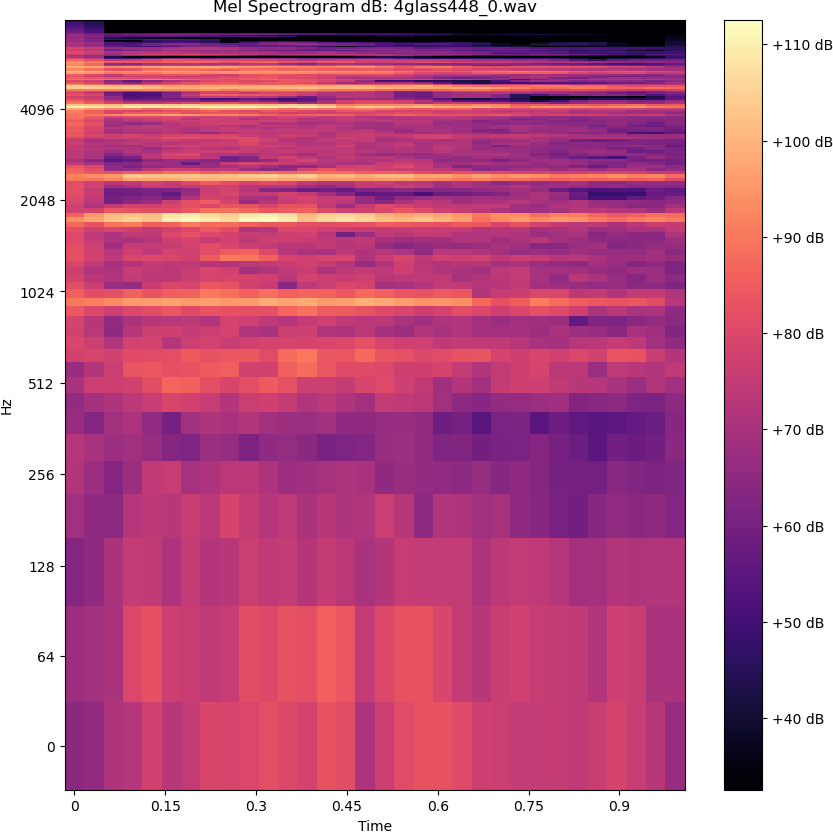 Mel Spectrogram dB: 4glass448_0.wav
+110 dB
4096
+100 dB
2048
+90 dB
1024
+80 dB
512
Hz
+70 dB
256
+60 dB
128
+50 dB
64
+40 dB
0
0 0.15 0.3 0.45 0.6 0.75 0.9
Time